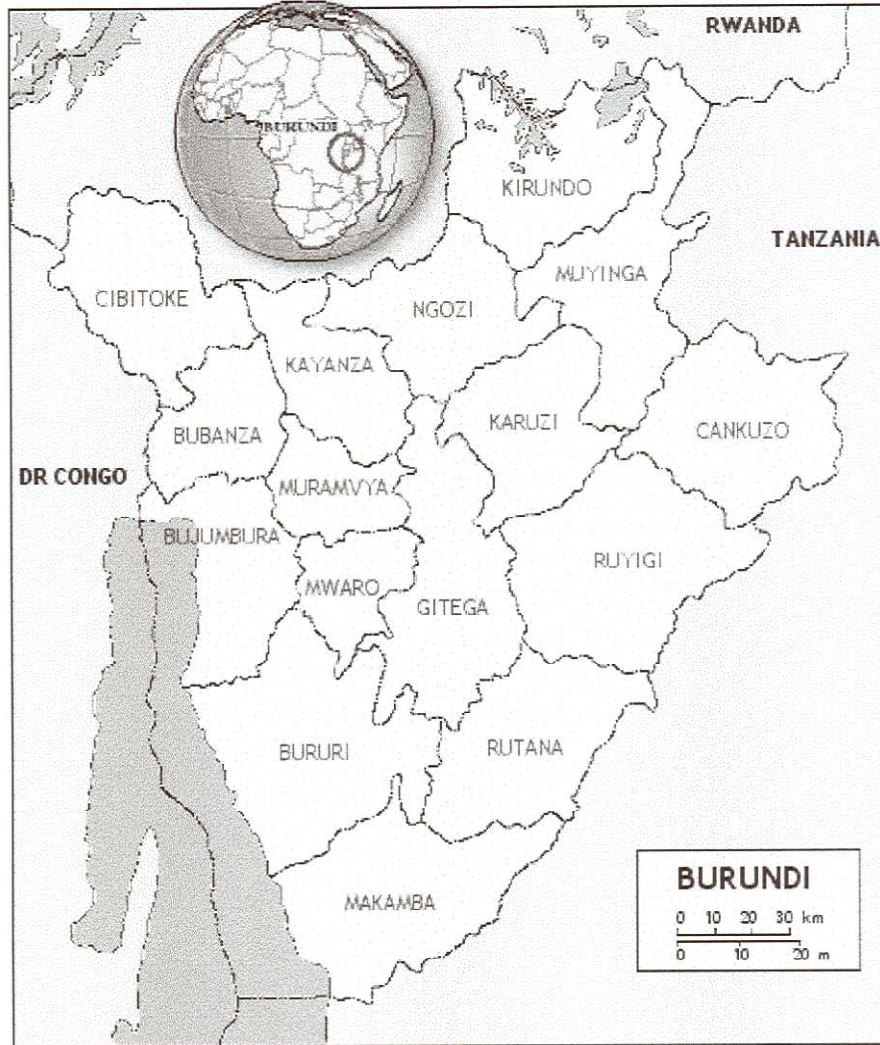 RWANDA
BURUNDI
KIRUNDO
TANZANIA
MUYINGA
CIBITOKE
NGOZI
KAYANZA
KARUZI
CANKUZO
BUBANZA
DR CONGO
MURAMVYA
BUJUMBURA
RUYIGI
MWARO
GITEGA
BURURI
RUTANA
MAKAMBA
BURUNDI
0 10 20 30 km
0 10 20 m